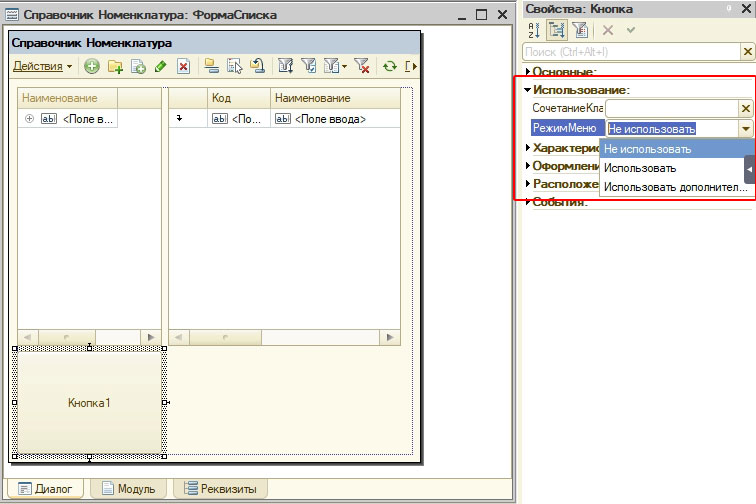 Справочник Номенклатура: ФормаСписка
Справочник Номенклатура
Действия
Наименование
Код
Наименование
<Поле в...
<По...
<Поле ввода>
Кнопка1
Диалог
Модуль
Реквизиты
Свойства: Кнопка
Поиск (Ctrl+Alt+I)
Основные:
Использование:
СочетаниеКла
РежимМеню
Не использовать
Не использовать
Использовать
Использовать дополнител...
Характерис
Оформлени
Расположе
События: